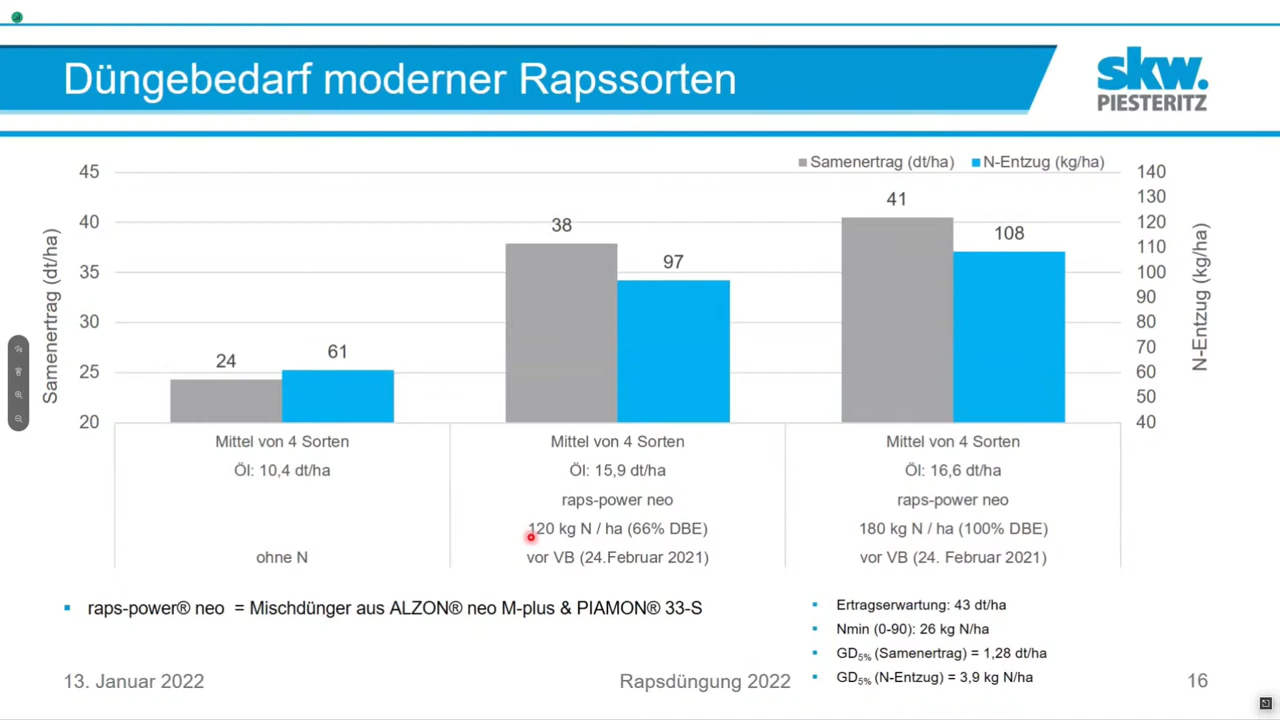 Düngebedarf moderner Rapssorten
skw.
PIESTERITZ
Samenertrag (dt/ha)
N-Entzug (kg/ha)
45
40
35
30
25
20
Samenertrag (dt/ha)
140
130
120
110
100
90
80
70
60
50
40
N-Entzug (kg/ha)
24
61
38
97
41
108
Mittel von 4 Sorten
Öl: 10,4 dt/ha
ohne N
Mittel von 4 Sorten
Öl: 15,9 dt/ha
raps-power neo
120 kg N / ha (66% DBE)
vor VB (24.Februar 2021)
Mittel von 4 Sorten
Öl: 16,6 dt/ha
raps-power neo
180 kg N / ha (100% DBE)
vor VB (24. Februar 2021)
raps-power® neo = Mischdünger aus ALZON® neo M-plus & PIAMON® 33-S
Ertragserwartung: 43 dt/ha
Nmin (0-90): 26 kg N/ha
GD5% (Samenertrag) = 1,28 dt/ha
GD5% (N-Entzug) = 3,9 kg N/ha
13. Januar 2022
Rapsdüngung 2022
16